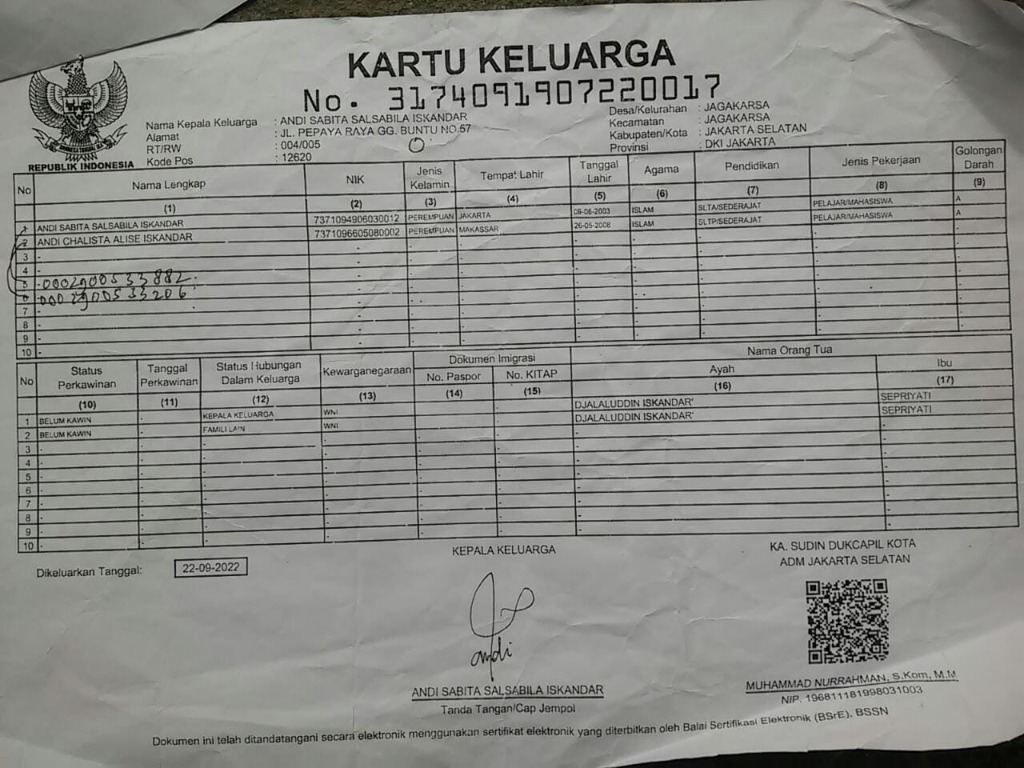 KARTU KELUARGA
No. 3174091907220017
Nama Kepala Keluarga : ANDI SABITA SALSABILA ISKANDAR
Alamat : JL. PEPAYA RAYA GG. BUNTU NO.57
RT/RW : 004/005
Kode Pos : 12620
Desa/Kelurahan : JAGAKARSA
Kecamatan : JAGAKARSA
Kabupaten/Kota : JAKARTA SELATAN
Provinsi : DKI JAKARTA
REPUBLIK INDONESIA
No Nama Lengkap NIK Jenis Kelamin Tempat Lahir Tanggal Lahir Agama Pendidikan Jenis Pekerjaan Golongan Darah
(1) (2) (3) (4) (5) (6) (7) (8) (9)
1 ANDI SABITA SALSABILA ISKANDAR 7371094906030012 PEREMPUAN JAKARTA 09-06-2003 ISLAM SLTA/SEDERAJAT PELAJAR/MAHASISWA A
2 ANDI CHALISTA ALISE ISKANDAR 7371096605080002 PEREMPUAN MAKASSAR 26-05-2008 ISLAM SLTP/SEDERAJAT PELAJAR/MAHASISWA A
3 - - - - - - - - -
4 - - - - - - - - -
5 0002900533882 - - - - - - - -
6 0002900533206 - - - - - - - -
7 - - - - - - - - -
8 - - - - - - - - -
9 - - - - - - - - -
10 - - - - - - - - -
No Status Perkawinan Tanggal Perkawinan Status Hubungan Dalam Keluarga Kewarganegaraan Dokumen Imigrasi Nama Orang Tua
No. Paspor No. KITAP Ayah Ibu
(10) (11) (12) (13) (14) (15) (16) (17)
1 BELUM KAWIN - KEPALA KELUARGA WNI - - DJALALUDDIN ISKANDAR' SEPRIYATI
2 BELUM KAWIN - FAMILI LAIN WNI - - DJALALUDDIN ISKANDAR' SEPRIYATI
3 - - - - - - - -
4 - - - - - - - -
5 - - - - - - - -
6 - - - - - - - -
7 - - - - - - - -
8 - - - - - - - -
9 - - - - - - - -
10 - - - - - - - -
Dikeluarkan Tanggal: 22-09-2022
KEPALA KELUARGA
andi
ANDI SABITA SALSABILA ISKANDAR
Tanda Tangan/Cap Jempol
KA. SUDIN DUKCAPIL KOTA
ADM JAKARTA SELATAN
MUHAMMAD NURRAHMAN, S.Kom, M.M
NIP. 196811181998031003
Dokumen ini telah ditandatangani secara elektronik menggunakan sertifikat elektronik yang diterbitkan oleh Balai Sertifikasi Elektronik (BSrE), BSSN